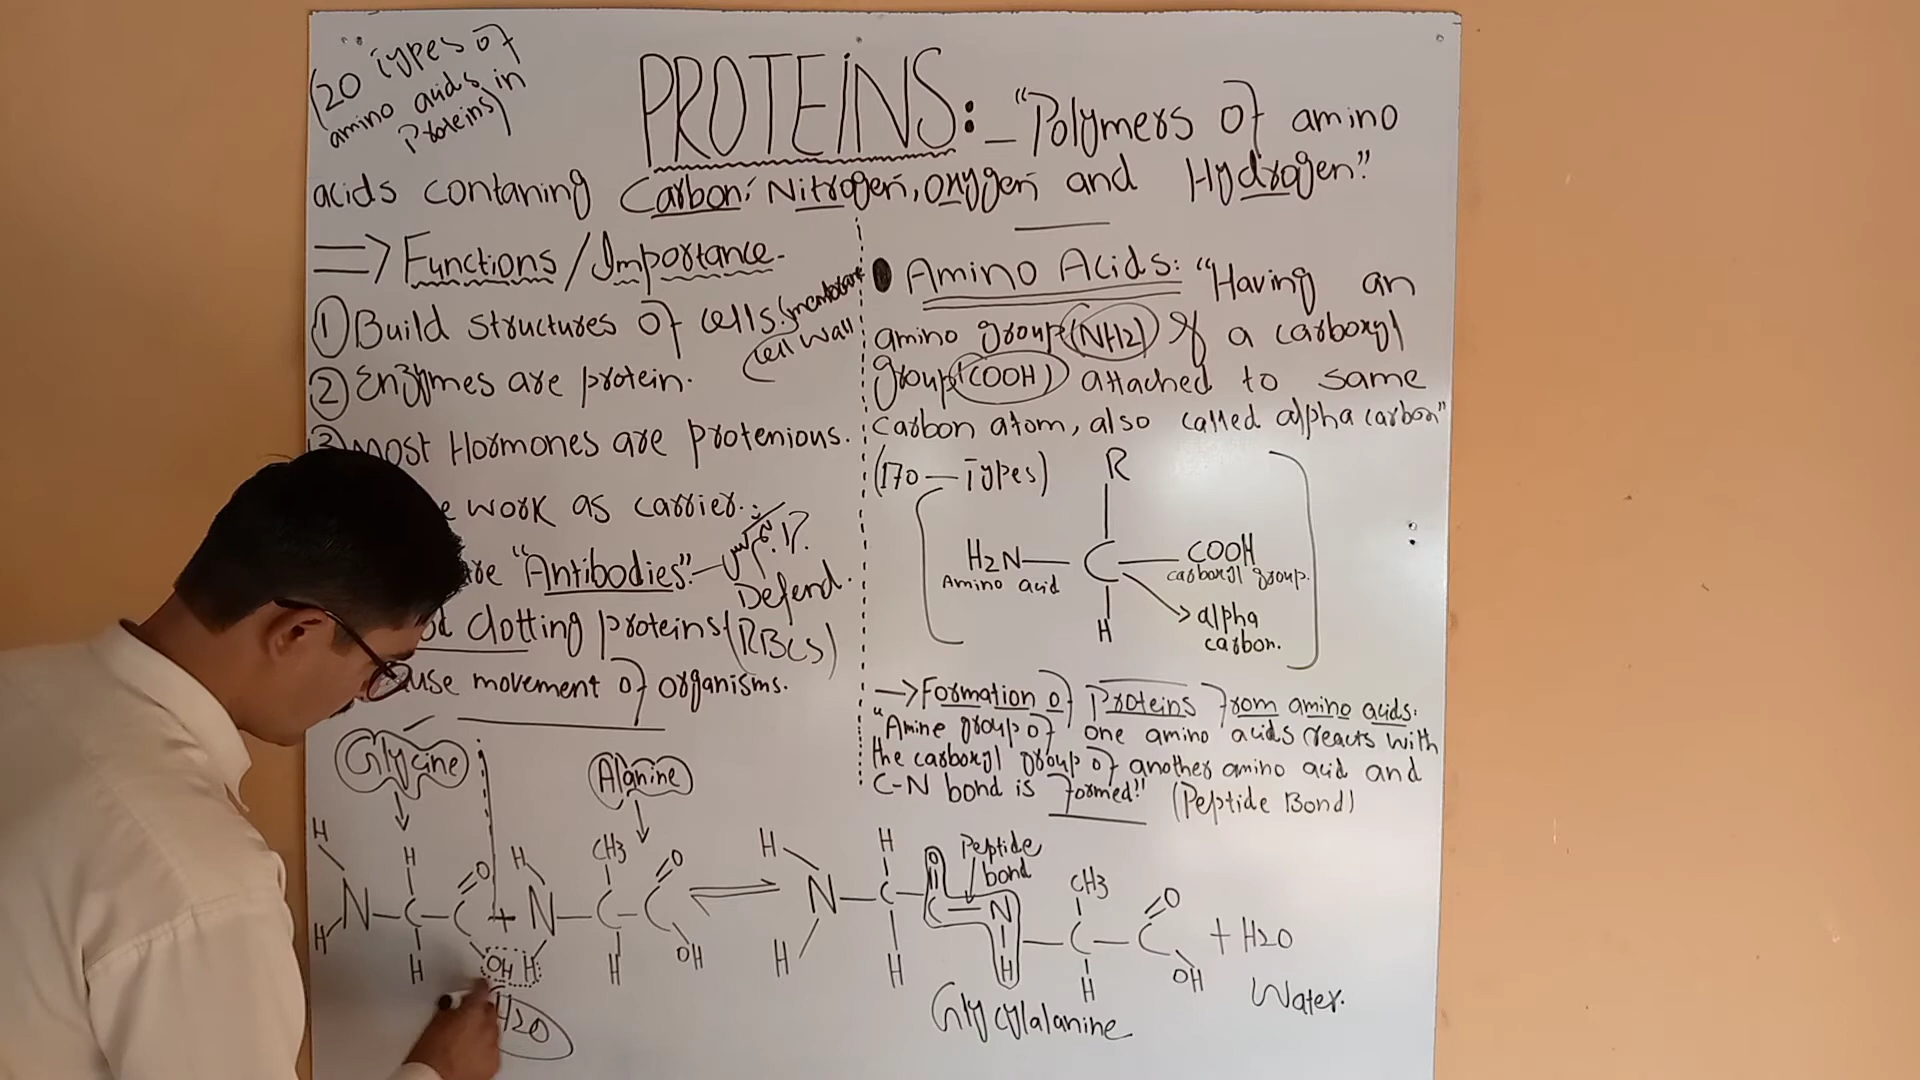 (20 Types of
amino acids in
Proteins)
PROTEINS:- "Polymers of amino
acids contaning Carbon, Nitrogen, oxygen, and Hydrogen."
=> Functions/Importance-
① Build structures of cells. (membrane
cell wall
② Enzymes are protein.
③ Most Hormones are protenious.
work as carrier.
"Antibodies".
Defend.
Clotting proteins (RBCs)
movement of organisms.
Amino Acids: "Having an
amino group (NH2) & a carboxyl
group (COOH) attached to same
carbon atom, also called alpha carbon"
(170 - Types)
R
H2N - C - COOH
Amino acid
carboxyl group.
H
alpha
carbon.
-> Formation of Proteins from amino acids:
"Amine group of one amino acids reacts with
the carboxyl group of another amino acid and
C-N bond is formed" (Peptide Bond)
Glycine
Alanine
H
H
N - C - C
O
H
H
OH
+
H
N - C - C
CH3
O
H
H
OH
H2O
H
H
N - C - C = N
H
H
O
Peptide
bond
H
CH3
C - C
O
H
OH
+ H2O
Water.
Glycylalanine